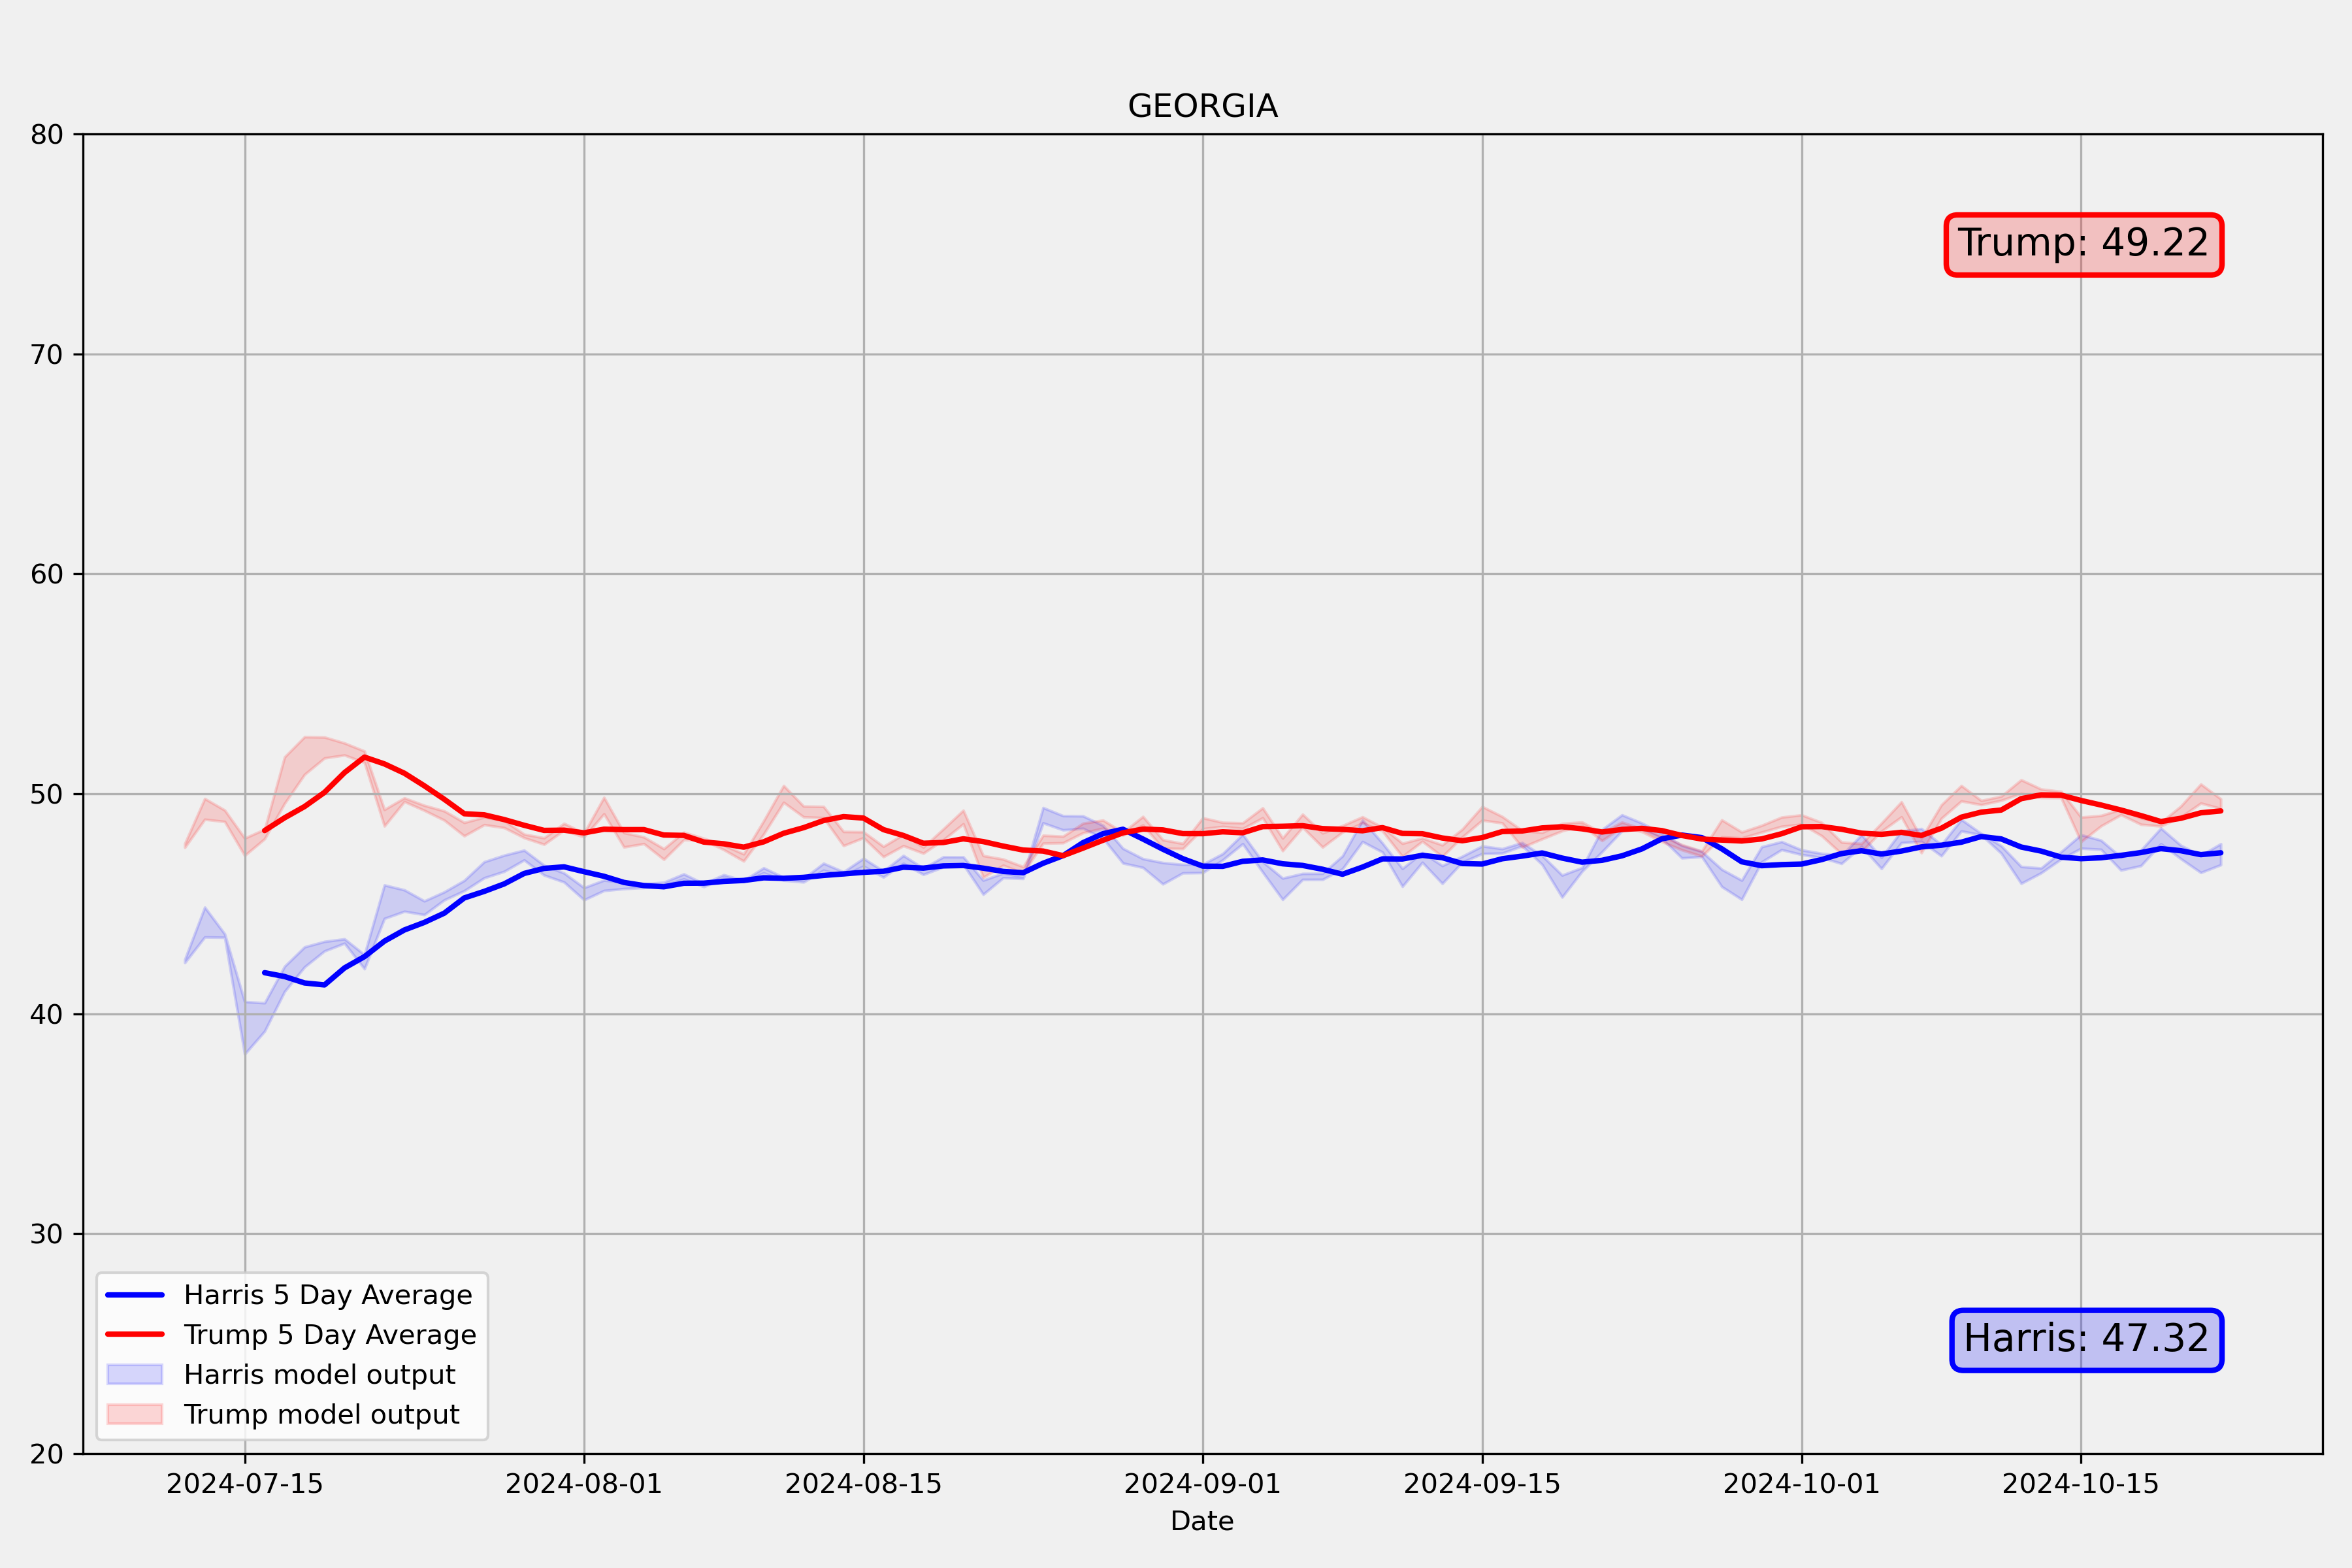 GEORGIA
80
70
60
50
40
30
20
Trump: 49.22
Harris: 47.32
Harris 5 Day Average
Trump 5 Day Average
Harris model output
Trump model output
2024-07-15
2024-08-01
2024-08-15
2024-09-01
2024-09-15
2024-10-01
2024-10-15
Date